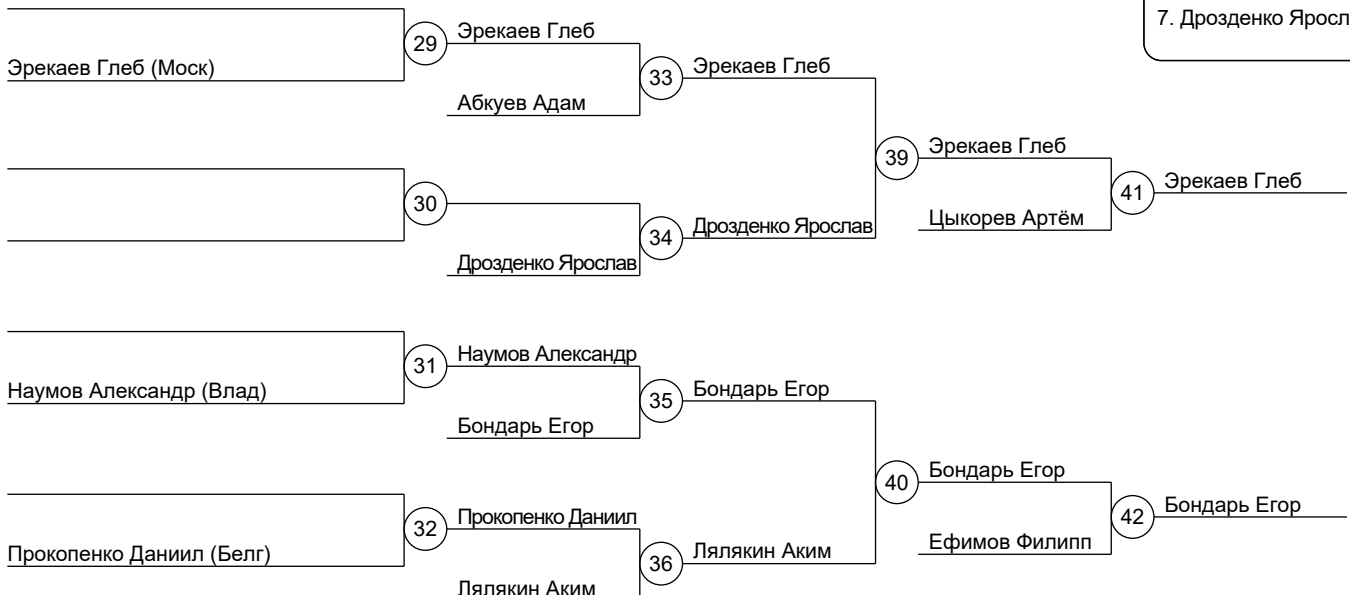 7. Дрозденко Яросл
29
Эрекаев Глеб
Эрекаев Глеб (Моск)
33
Эрекаев Глеб
Абкуев Адам
39
Эрекаев Глеб
41
Эрекаев Глеб
30
34
Дрозденко Ярослав
Цыкорев Артём
Дрозденко Ярослав
31
Наумов Александр
Наумов Александр (Влад)
35
Бондарь Егор
Бондарь Егор
40
Бондарь Егор
42
Бондарь Егор
32
Прокопенко Даниил
Ефимов Филипп
Прокопенко Даниил (Белг)
36
Лялякин Аким
Лялякин Аким